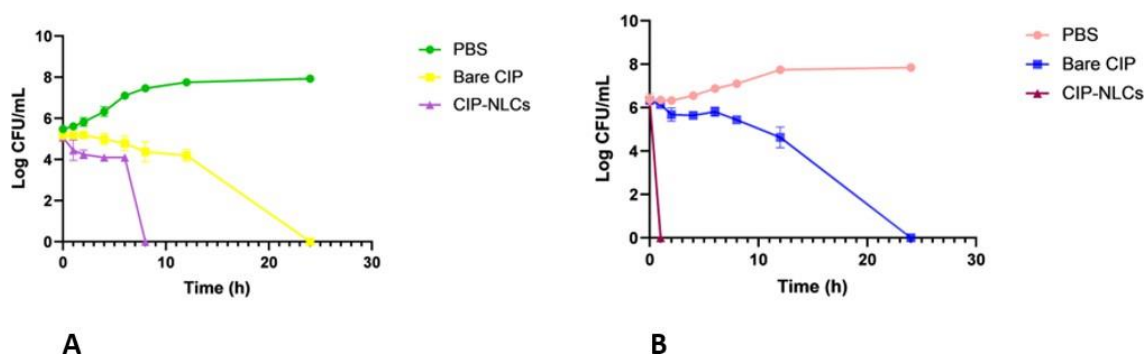 10
8
6
4
2
0
Log CFU/mL
0
10
20
30
Time (h)
PBS
Bare CIP
CIP-NLCs
A
10
8
6
4
2
0
Log CFU/mL
0
10
20
30
Time (h)
PBS
Bare CIP
CIP-NLCs
B